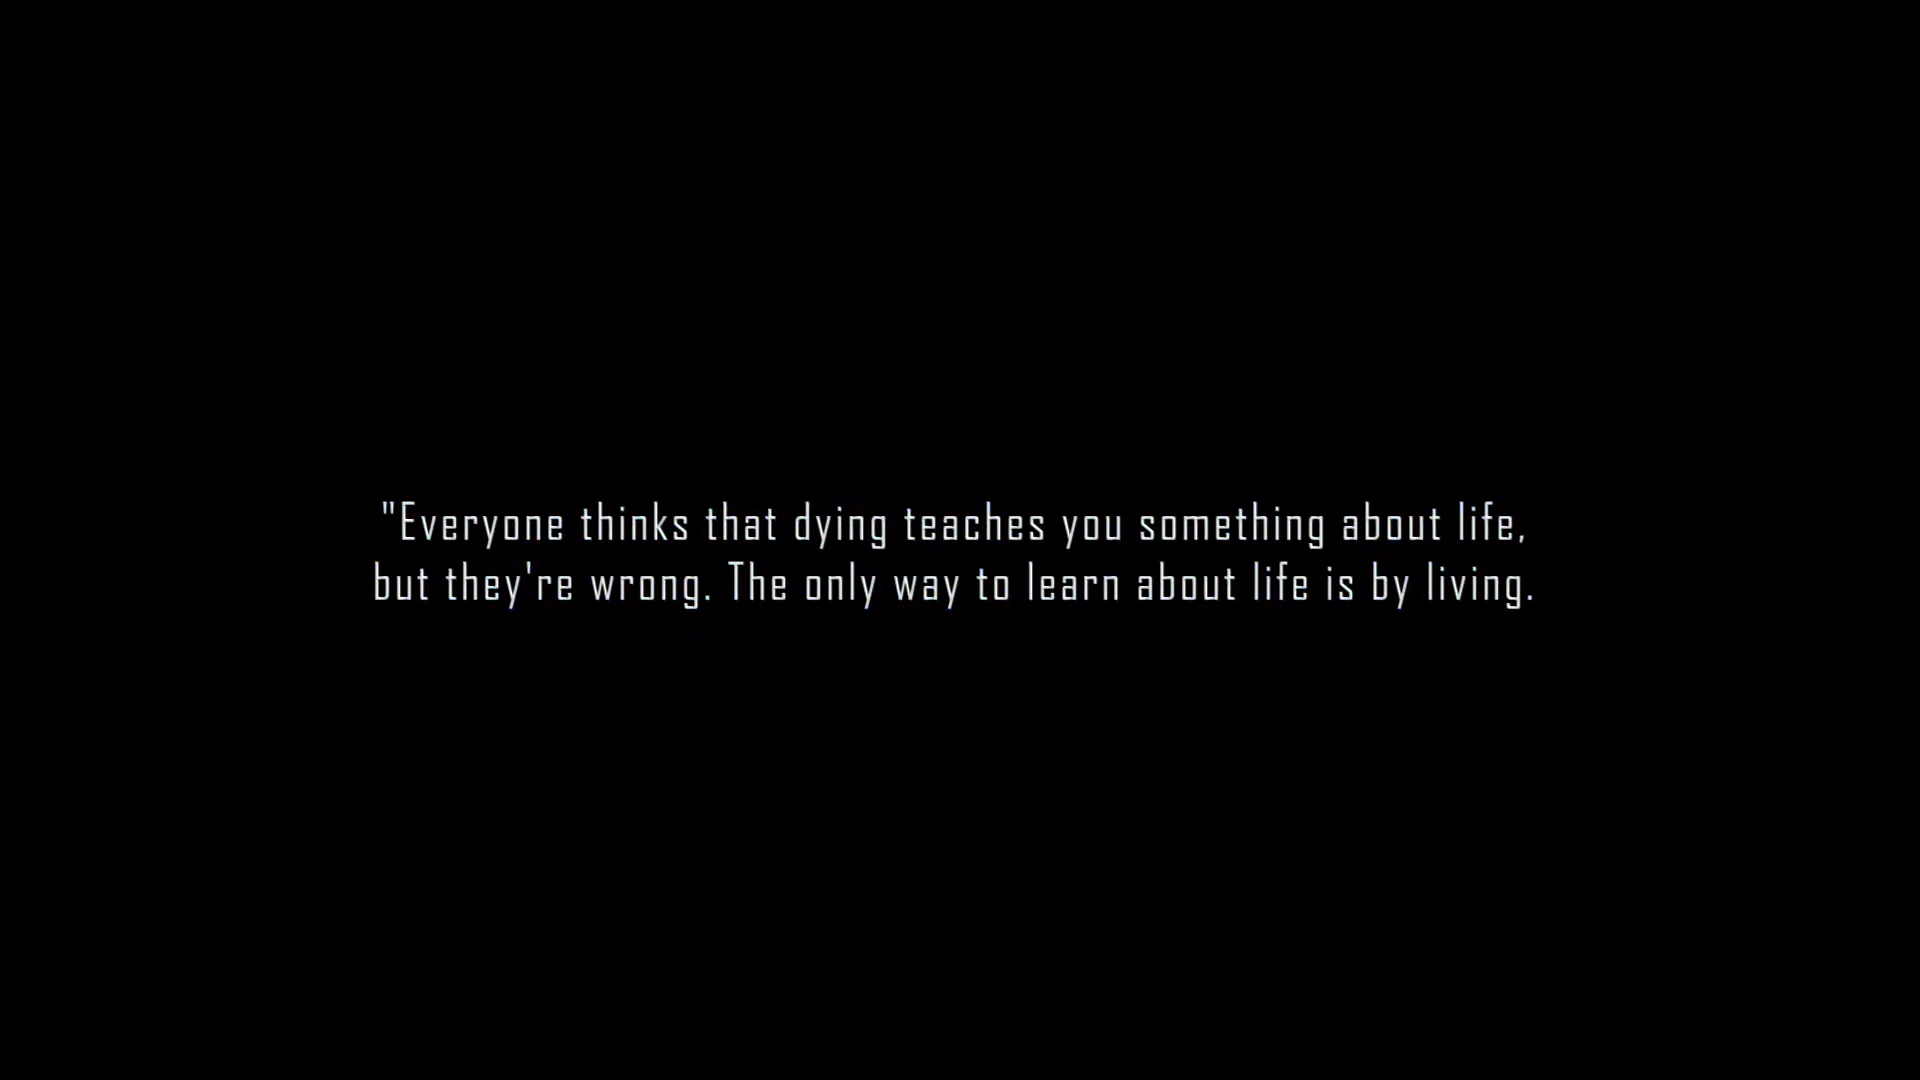 "Everyone thinks that dying teaches you something about life,
but they're wrong. The only way to learn about life is by living.